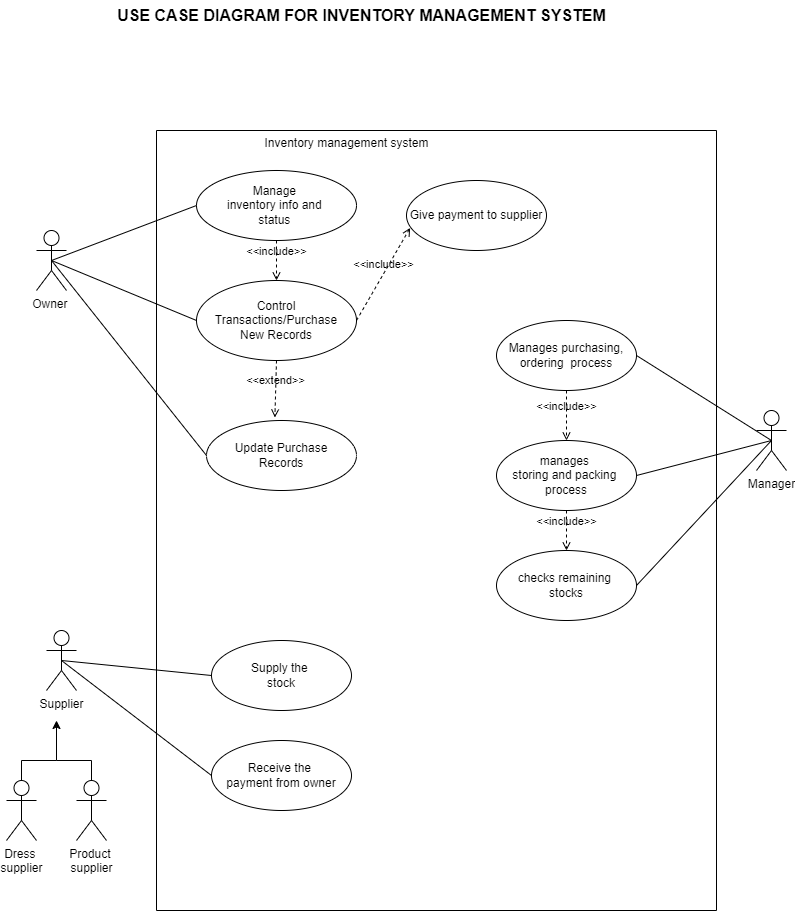 USE CASE DIAGRAM FOR INVENTORY MANAGEMENT SYSTEM
Inventory management system
Manage
inventory info and
status
Give payment to supplier
<<include>>
<<include>>
Owner
Control
Transactions/Purchase
New Records
Manages purchasing,
ordering process
<<extend>>
<<include>>
Update Purchase
Records
manages
storing and packing
process
Manager
<<include>>
checks remaining
stocks
Supply the
stock
Supplier
Receive the
payment from owner
Dress
supplier
Product
supplier